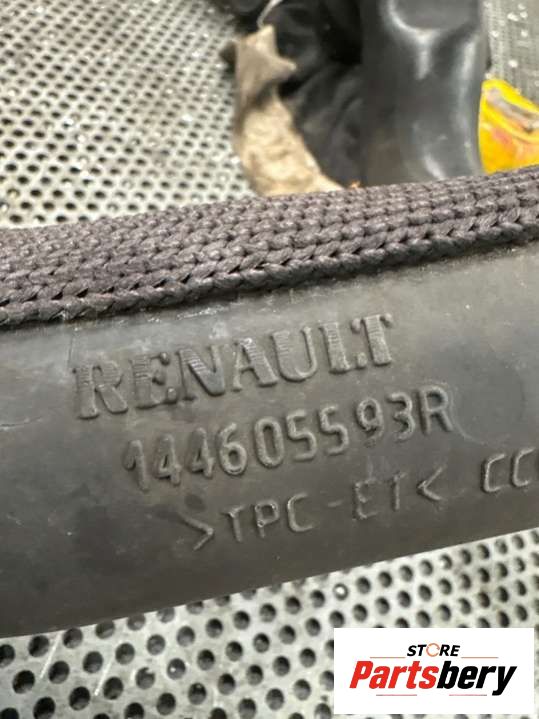 RENAULT
144605593R
>TPC-ET< CC
STORE
Partsbery